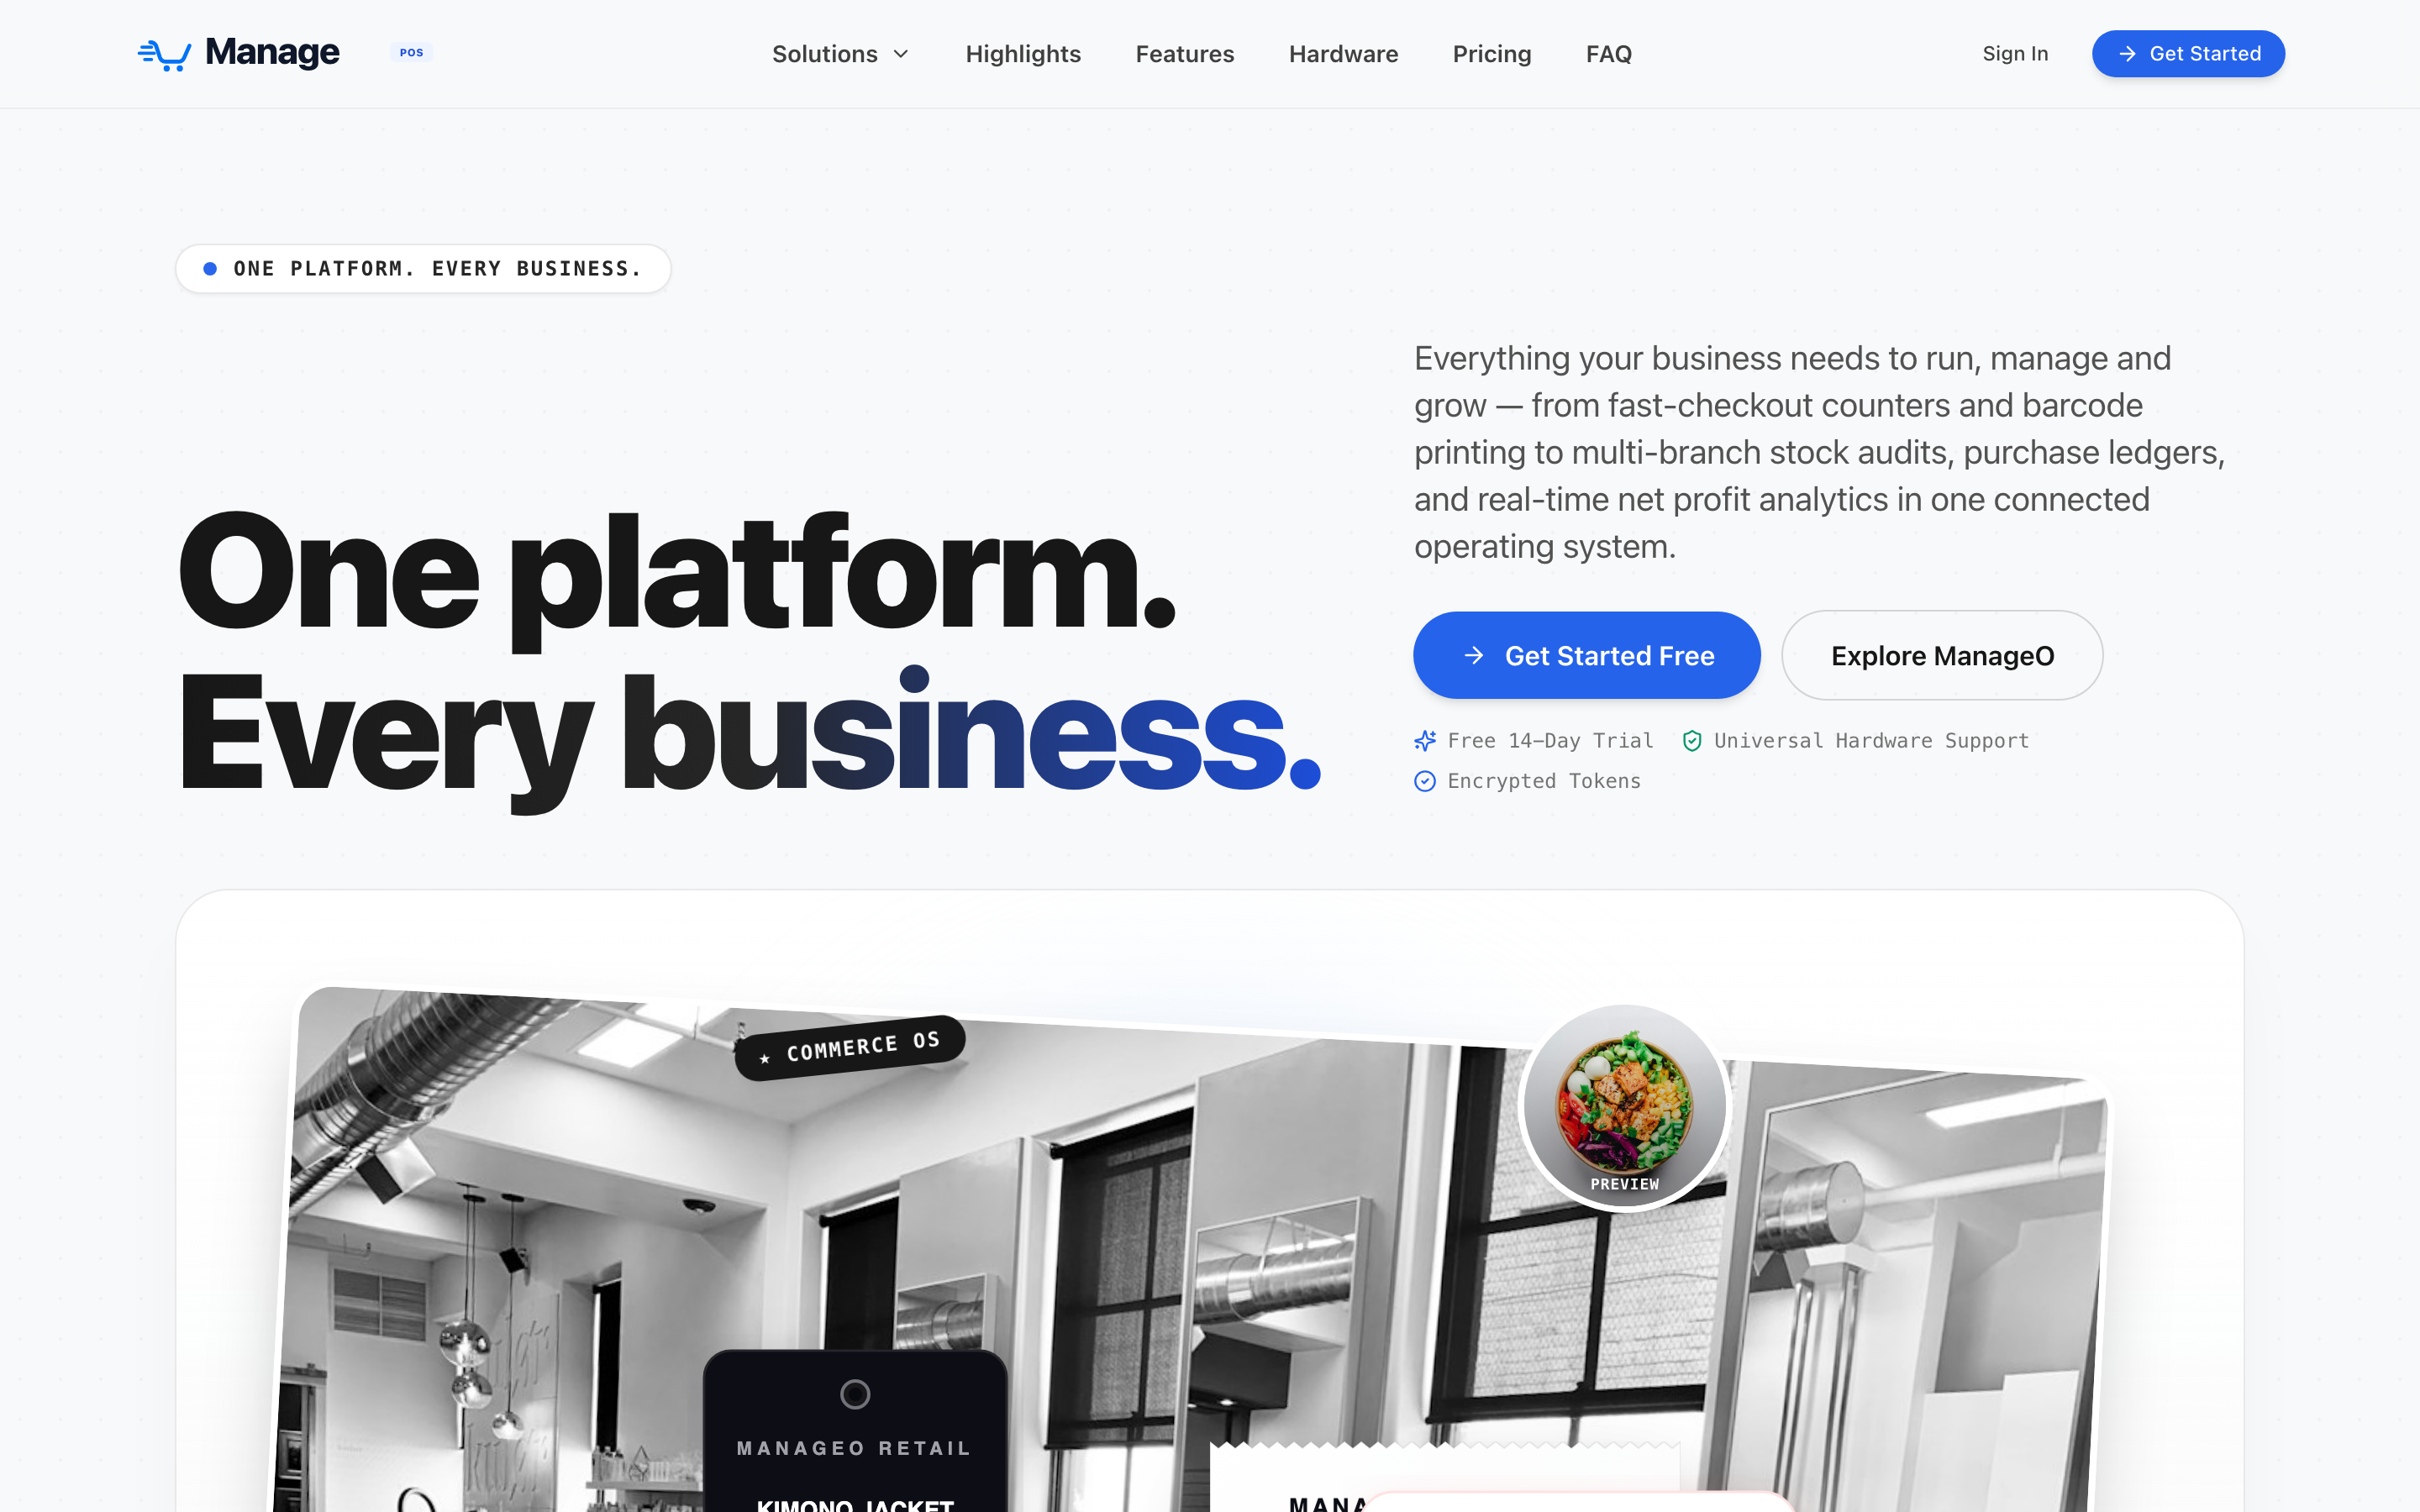 Manage
POS
Solutions
Highlights
Features
Hardware
Pricing
FAQ
Sign In
Get Started
ONE PLATFORM. EVERY BUSINESS.
One platform.
Every business.
Everything your business needs to run, manage and
grow — from fast-checkout counters and barcode
printing to multi-branch stock audits, purchase ledgers,
and real-time net profit analytics in one connected
operating system.
Get Started Free
Explore ManageO
Free 14-Day Trial
Universal Hardware Support
Encrypted Tokens
★ COMMERCE OS
PREVIEW
MANAGEO RETAIL
KIMONO JACKET
MANA